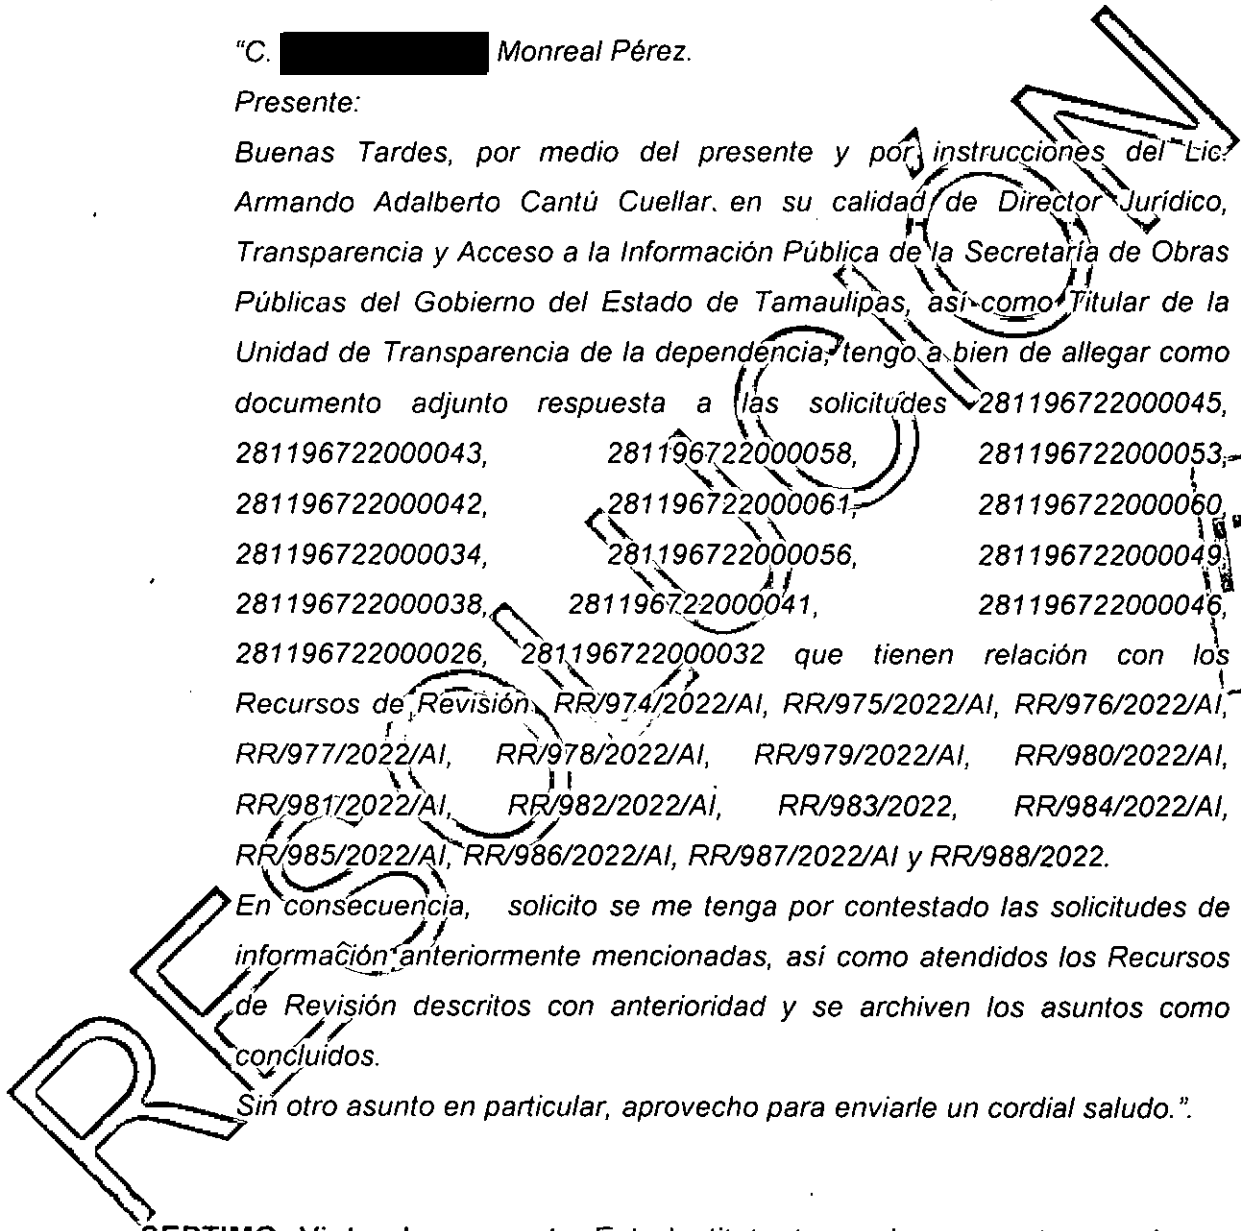 "C. Monreal Pérez.
Presente:
Buenas Tardes, por medio del presente y por instrucciones del Lic.
Armando Adalberto Cantú Cuellar. en su calidad de Director Jurídico,
Transparencia y Acceso a la Información Pública de la Secretaría de Obras
Públicas del Gobierno del Estado de Tamaulipas, así como Titular de la
Unidad de Transparencia de la dependencia, tengo a bien de allegar como
documento adjunto respuesta a las solicitudes 281196722000045,
281196722000043, 281196722000058, 281196722000053,
281196722000042, 281196722000061, 281196722000060,
281196722000034, 281196722000056, 281196722000049,
281196722000038, 281196722000041, 281196722000046,
281196722000026, 281196722000032 que tienen relación con los
Recursos de Revisión RR/974/2022/AI, RR/975/2022/AI, RR/976/2022/AI,
RR/977/2022/AI, RR/978/2022/AI, RR/979/2022/AI, RR/980/2022/AI,
RR/981/2022/AI, RR/982/2022/AI, RR/983/2022, RR/984/2022/AI,
RR/985/2022/AI, RR/986/2022/AI, RR/987/2022/AI y RR/988/2022.
En consecuencia, solicito se me tenga por contestado las solicitudes de
información anteriormente mencionadas, así como atendidos los Recursos
de Revisión descritos con anterioridad y se archiven los asuntos como
concluidos.
Sin otro asunto en particular, aprovecho para enviarle un cordial saludo.".
RESOLUCIÓN